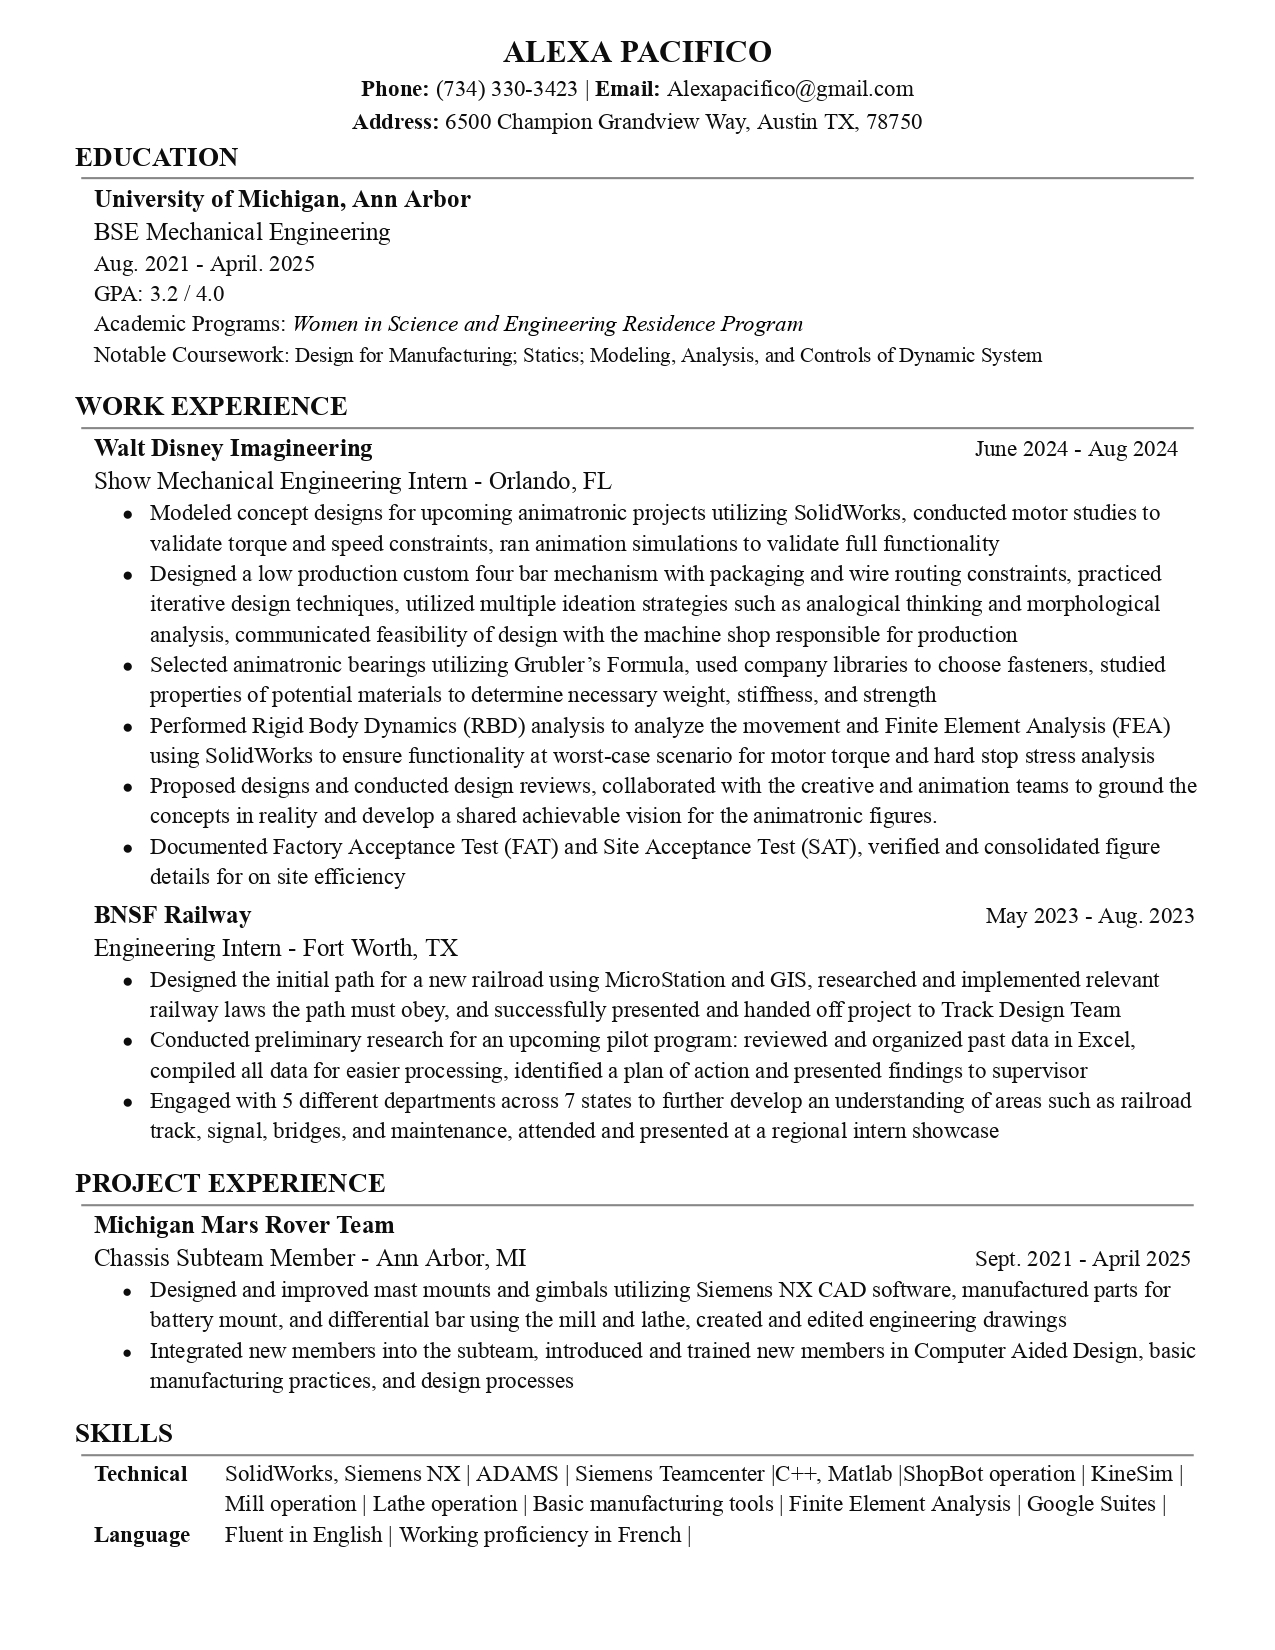 ALEXA PACIFICO
Phone: (734) 330-3423 | Email: Alexapacifico@gmail.com
Address: 6500 Champion Grandview Way, Austin TX, 78750
EDUCATION
University of Michigan, Ann Arbor
BSE Mechanical Engineering
Aug. 2021 - April. 2025
GPA: 3.2 / 4.0
Academic Programs: Women in Science and Engineering Residence Program
Notable Coursework: Design for Manufacturing; Statics; Modeling, Analysis, and Controls of Dynamic System
WORK EXPERIENCE
Walt Disney Imagineering June 2024 - Aug 2024
Show Mechanical Engineering Intern - Orlando, FL
● Modeled concept designs for upcoming animatronic projects utilizing SolidWorks, conducted motor studies to
validate torque and speed constraints, ran animation simulations to validate full functionality
● Designed a low production custom four bar mechanism with packaging and wire routing constraints, practiced
iterative design techniques, utilized multiple ideation strategies such as analogical thinking and morphological
analysis, communicated feasibility of design with the machine shop responsible for production
● Selected animatronic bearings utilizing Grubler’s Formula, used company libraries to choose fasteners, studied
properties of potential materials to determine necessary weight, stiffness, and strength
● Performed Rigid Body Dynamics (RBD) analysis to analyze the movement and Finite Element Analysis (FEA)
using SolidWorks to ensure functionality at worst-case scenario for motor torque and hard stop stress analysis
● Proposed designs and conducted design reviews, collaborated with the creative and animation teams to ground the
concepts in reality and develop a shared achievable vision for the animatronic figures.
● Documented Factory Acceptance Test (FAT) and Site Acceptance Test (SAT), verified and consolidated figure
details for on site efficiency
BNSF Railway May 2023 - Aug. 2023
Engineering Intern - Fort Worth, TX
● Designed the initial path for a new railroad using MicroStation and GIS, researched and implemented relevant
railway laws the path must obey, and successfully presented and handed off project to Track Design Team
● Conducted preliminary research for an upcoming pilot program: reviewed and organized past data in Excel,
compiled all data for easier processing, identified a plan of action and presented findings to supervisor
● Engaged with 5 different departments across 7 states to further develop an understanding of areas such as railroad
track, signal, bridges, and maintenance, attended and presented at a regional intern showcase
PROJECT EXPERIENCE
Michigan Mars Rover Team
Chassis Subteam Member - Ann Arbor, MI Sept. 2021 - April 2025
● Designed and improved mast mounts and gimbals utilizing Siemens NX CAD software, manufactured parts for
battery mount, and differential bar using the mill and lathe, created and edited engineering drawings
● Integrated new members into the subteam, introduced and trained new members in Computer Aided Design, basic
manufacturing practices, and design processes
SKILLS
Technical SolidWorks, Siemens NX | ADAMS | Siemens Teamcenter |C++, Matlab |ShopBot operation | KineSim |
Mill operation | Lathe operation | Basic manufacturing tools | Finite Element Analysis | Google Suites |
Language Fluent in English | Working proficiency in French |